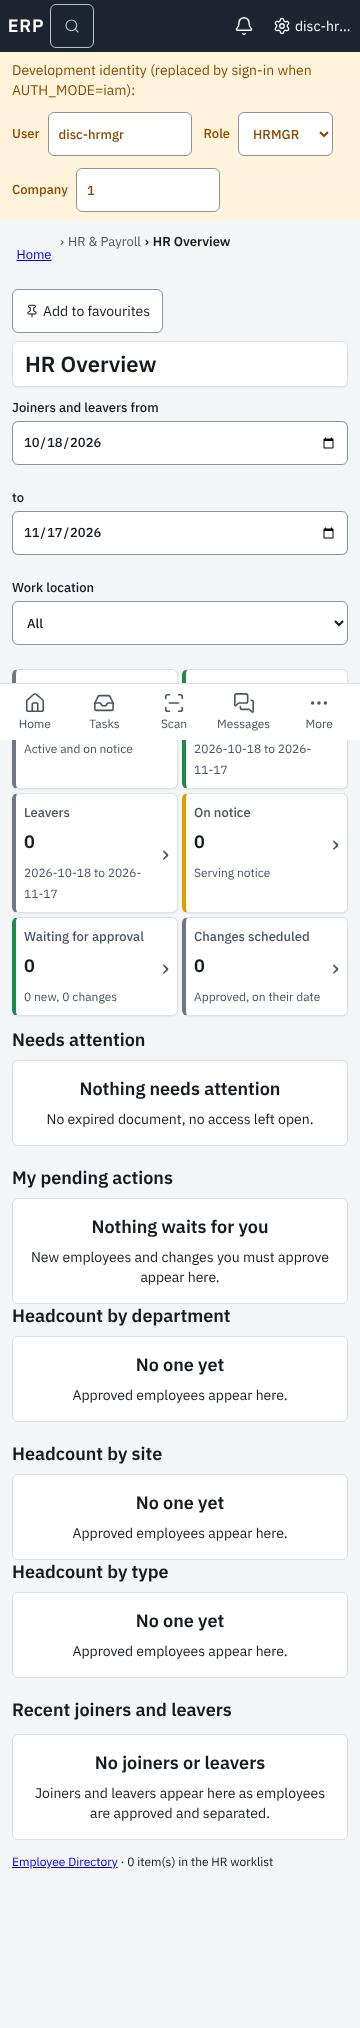 ERP
disc-hr...
Development identity (replaced by sign-in when
AUTH_MODE=iam):
User disc-hrmgr Role HRMGR
Company 1
Home › HR & Payroll › HR Overview
Add to favourites
HR Overview
Joiners and leavers from
10/18/2026
to
11/17/2026
Work location
All
Home Tasks Scan Messages More
Active and on notice
2026-10-18 to 2026-
11-17
Leavers
0
2026-10-18 to 2026-
11-17
On notice
0
Serving notice
Waiting for approval
0
0 new, 0 changes
Changes scheduled
0
Approved, on their date
Needs attention
Nothing needs attention
No expired document, no access left open.
My pending actions
Nothing waits for you
New employees and changes you must approve
appear here.
Headcount by department
No one yet
Approved employees appear here.
Headcount by site
No one yet
Approved employees appear here.
Headcount by type
No one yet
Approved employees appear here.
Recent joiners and leavers
No joiners or leavers
Joiners and leavers appear here as employees
are approved and separated.
Employee Directory · 0 item(s) in the HR worklist